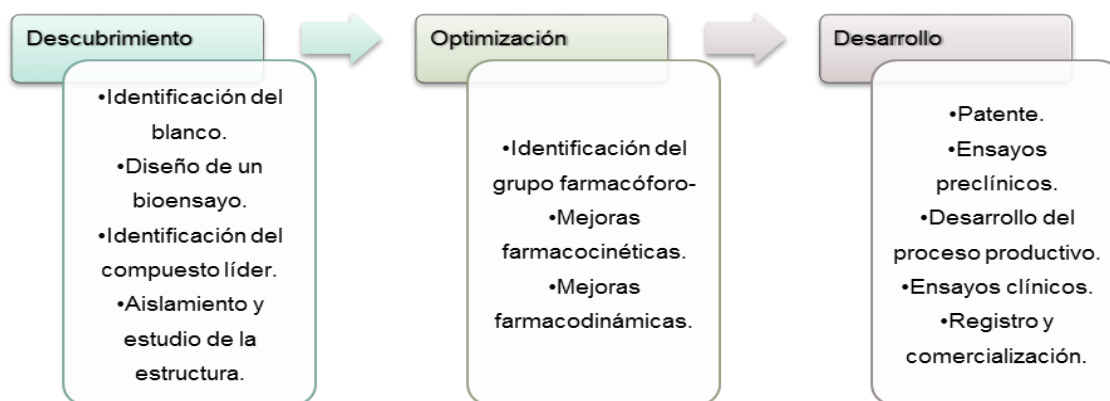 Descubrimiento
•Identificación del
blanco.
•Diseño de un
bioensayo.
•Identificación del
compuesto líder.
•Aislamiento y
estudio de la
estructura.
Optimización
•Identificación del
grupo farmacóforo-
•Mejoras
farmacocinéticas.
•Mejoras
farmacodinámicas.
Desarrollo
•Patente.
•Ensayos
preclínicos.
•Desarrollo del
proceso productivo.
•Ensayos clínicos.
•Registro y
comercialización.